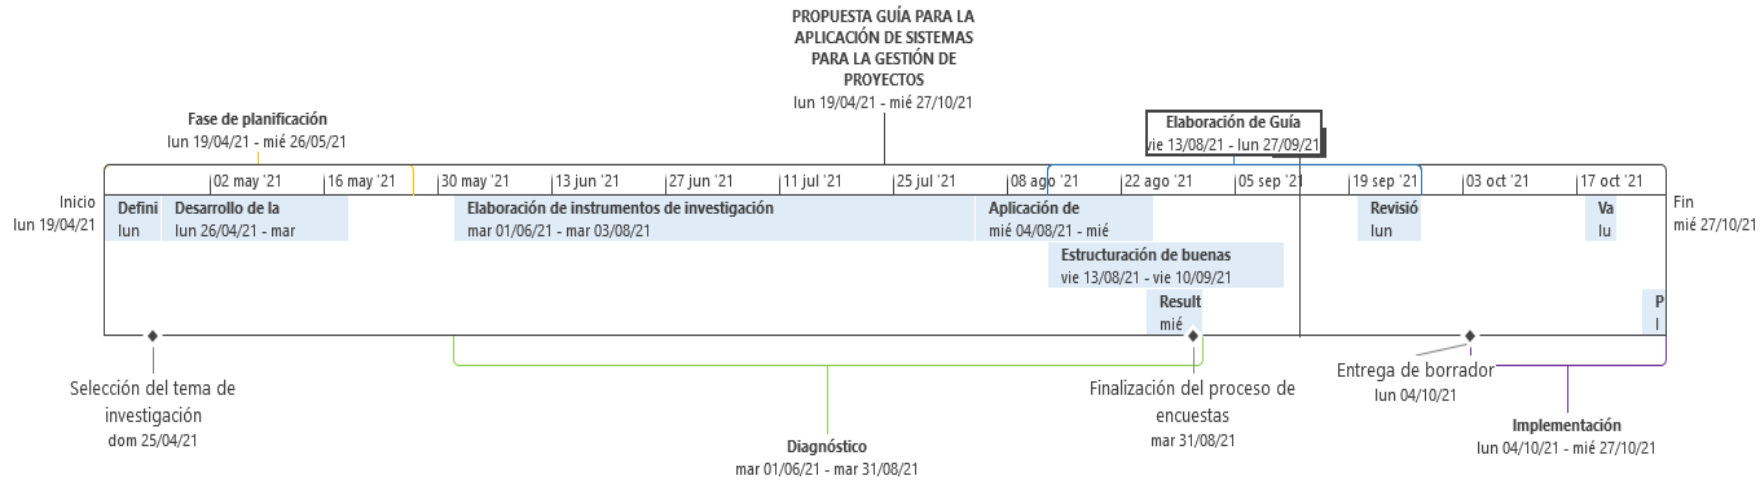 PROPUESTA GUÍA PARA LA
APLICACIÓN DE SISTEMAS
PARA LA GESTIÓN DE
PROYECTOS
lun 19/04/21 - mié 27/10/21
Fase de planificación
lun 19/04/21 - mié 26/05/21
Elaboración de Guía
vie 13/08/21 - lun 27/09/21
02 may '21
16 may '21
30 may '21
13 jun '21
27 jun '21
11 jul '21
25 jul '21
08 ago '21
22 ago '21
05 sep '21
19 sep '21
03 oct '21
17 oct '21
Inicio
lun 19/04/21
Fin
mié 27/10/21
Defini
lun
Desarrollo de la
lun 26/04/21 - mar
Elaboración de instrumentos de investigación
mar 01/06/21 - mar 03/08/21
Aplicación de
mié 04/08/21 - mié
Revisió
lun
Va
lu
Estructuración de buenas
vie 13/08/21 - vie 10/09/21
Result
mié
P
l
Selección del tema de
investigación
dom 25/04/21
Finalización del proceso de
encuestas
mar 31/08/21
Entrega de borrador
lun 04/10/21
Diagnóstico
mar 01/06/21 - mar 31/08/21
Implementación
lun 04/10/21 - mié 27/10/21